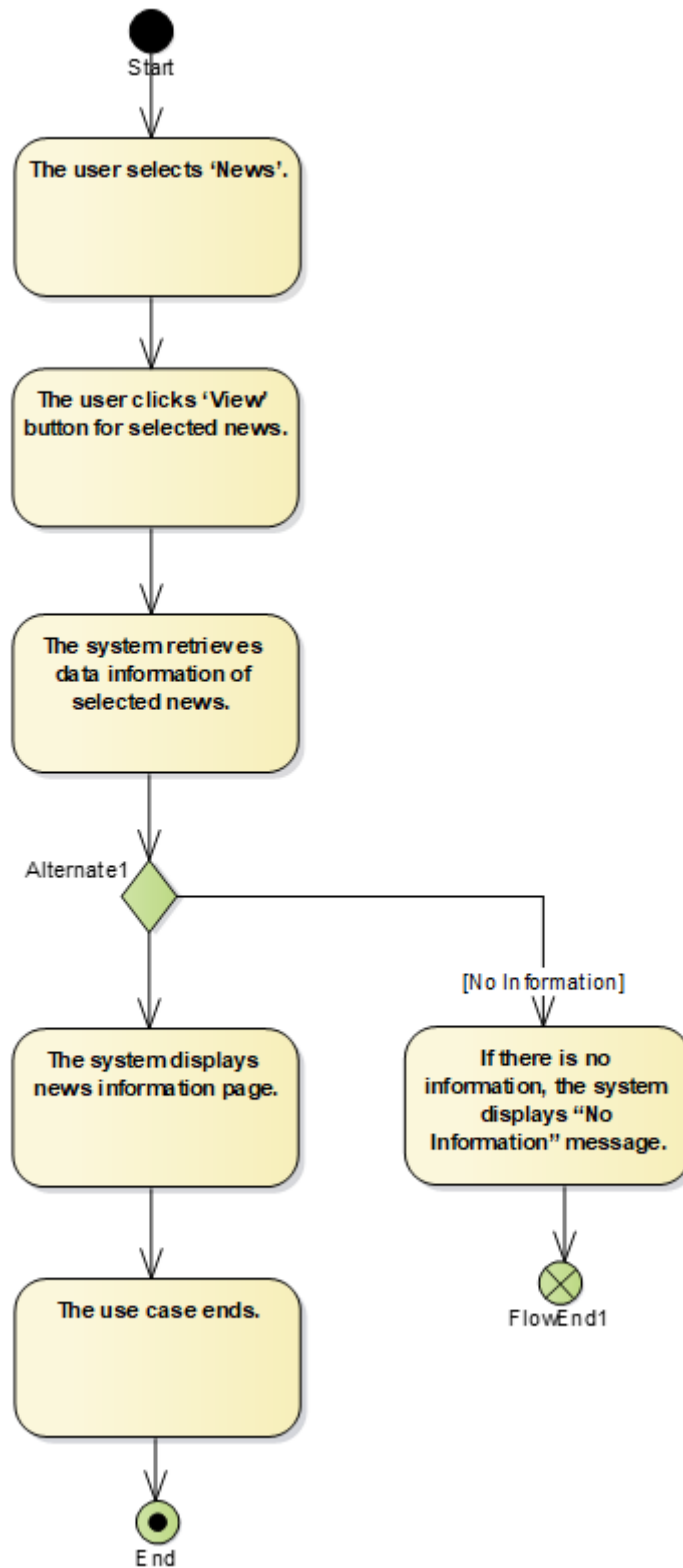 Start
The user selects ‘News’.
The user clicks ‘View’
button for selected news.
The system retrieves
data information of
selected news.
Alternate1
[No Information]
The system displays
news information page.
If there is no
information, the system
displays “No
Information” message.
The use case ends.
FlowEnd1
End